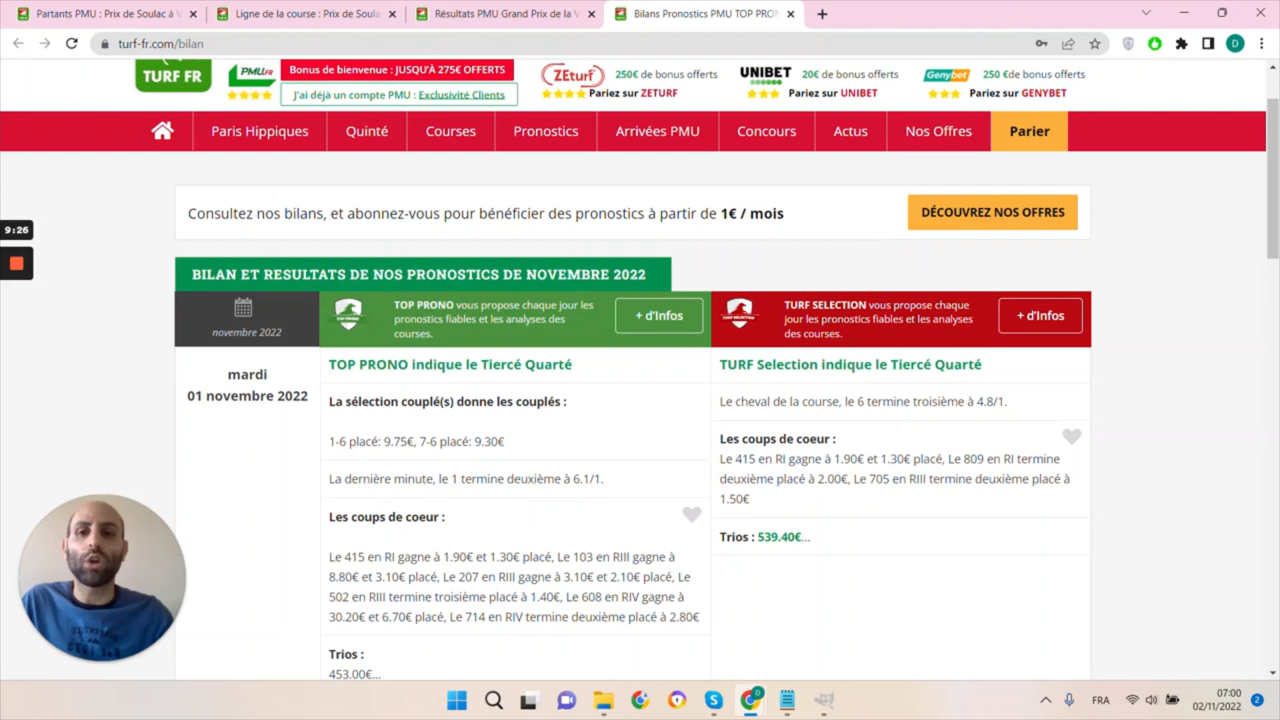 Partants PMU : Prix de Soulac à V
Ligne de la course : Prix de Soula
Résultats PMU Grand Prix de la V
Bilans Pronostics PMU TOP PRON
turf-fr.com/bilan
D
TURF FR
PMU.FR
Bonus de bienvenue : JUSQU'À 275€ OFFERTS
J'ai déjà un compte PMU : Exclusivité Clients
ZEturf
250€ de bonus offerts
Pariez sur ZETURF
UNIBET
20€ de bonus offerts
Pariez sur UNIBET
Genybet
250 €de bonus offerts
Pariez sur GENYBET
Paris Hippiques
Quinté
Courses
Pronostics
Arrivées PMU
Concours
Actus
Nos Offres
Parier
Consultez nos bilans, et abonnez-vous pour bénéficier des pronostics à partir de 1€ / mois
DÉCOUVREZ NOS OFFRES
9:26
BILAN ET RESULTATS DE NOS PRONOSTICS DE NOVEMBRE 2022
novembre 2022
TOP PRONO
TOP PRONO vous propose chaque jour les
pronostics fiables et les analyses des
courses.
+ d'Infos
TURF SELECTION
TURF SELECTION vous propose chaque
jour les pronostics fiables et les analyses
des courses.
+ d'Infos
mardi
01 novembre 2022
TOP PRONO indique le Tiercé Quarté
La sélection couplé(s) donne les couplés :
1-6 placé: 9.75€, 7-6 placé: 9.30€
La dernière minute, le 1 termine deuxième à 6.1/1.
Les coups de coeur :
Le 415 en RI gagne à 1.90€ et 1.30€ placé, Le 103 en RIII gagne à
8.80€ et 3.10€ placé, Le 207 en RIII gagne à 3.10€ et 2.10€ placé, Le
502 en RIII termine troisième placé à 1.40€, Le 608 en RIV gagne à
30.20€ et 6.70€ placé, Le 714 en RIV termine deuxième placé à 2.80€
Trios :
453.00€...
TURF Selection indique le Tiercé Quarté
Le cheval de la course, le 6 termine troisième à 4.8/1.
Les coups de coeur :
Le 415 en RI gagne à 1.90€ et 1.30€ placé, Le 809 en RI termine
deuxième placé à 2.00€, Le 705 en RIII termine deuxième placé à
1.50€
Trios : 539.40€...
FRA
07:00
02/11/2022
2